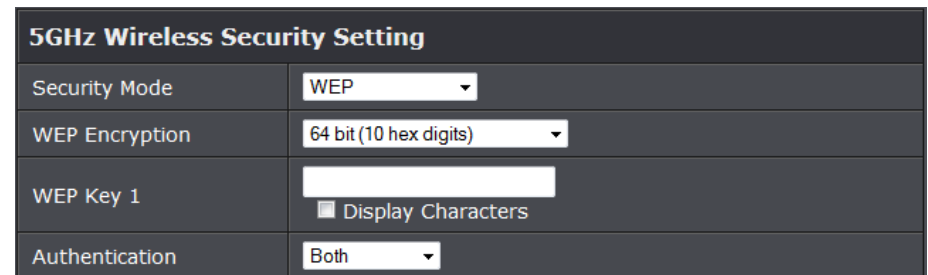 5GHz Wireless Security Setting
Security Mode WEP
WEP Encryption 64 bit (10 hex digits)
WEP Key 1
Display Characters
Authentication Both